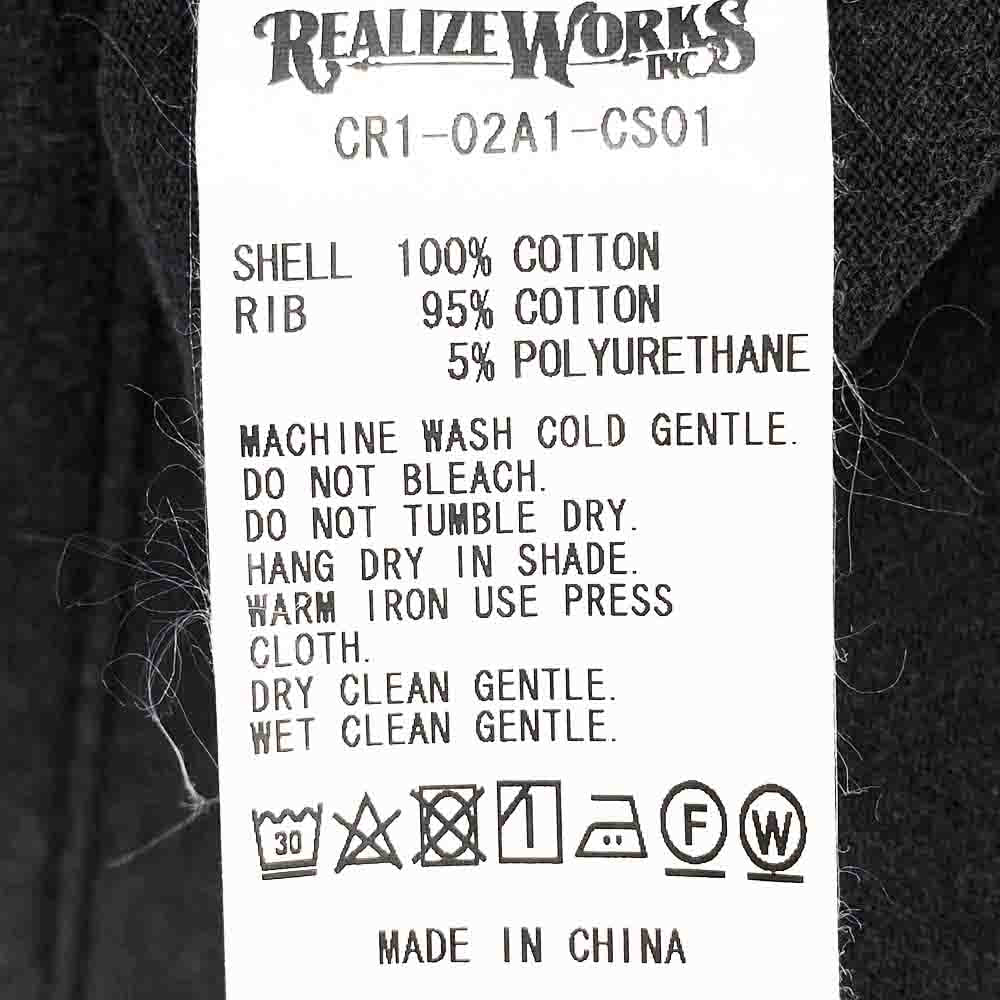 REALIZEWORKS
INC.
CR1-02A1-CS01
SHELL 100% COTTON
RIB 95% COTTON
5% POLYURETHANE
MACHINE WASH COLD GENTLE.
DO NOT BLEACH.
DO NOT TUMBLE DRY.
HANG DRY IN SHADE.
WARM IRON USE PRESS
CLOTH.
DRY CLEAN GENTLE.
WET CLEAN GENTLE.
30 F W
MADE IN CHINA